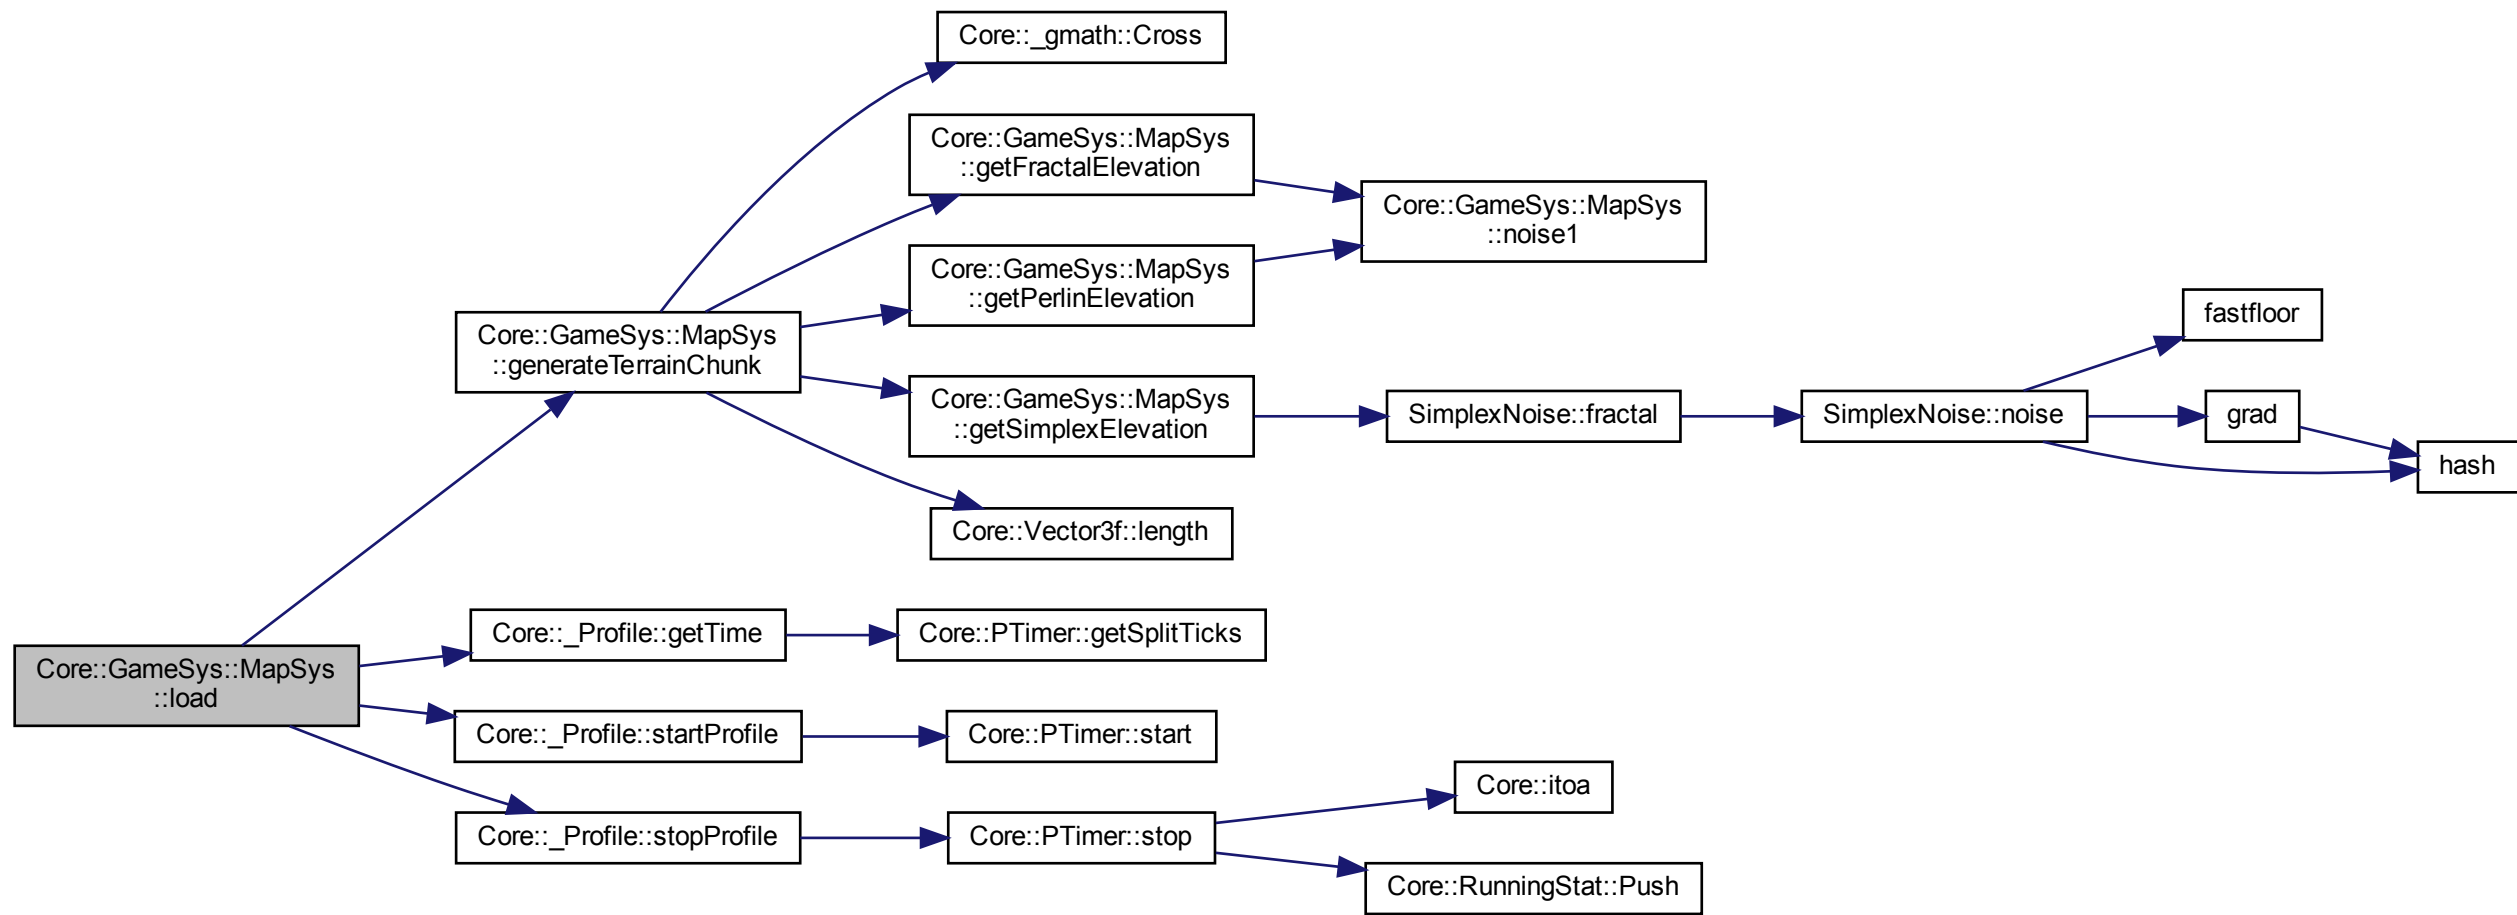 Core::_gmath::Cross
Core::GameSys::MapSys
::getFractalElevation
Core::GameSys::MapSys
::noise1
Core::GameSys::MapSys
::getPerlinElevation
Core::GameSys::MapSys
::generateTerrainChunk
Core::GameSys::MapSys
::getSimplexElevation
SimplexNoise::fractal
SimplexNoise::noise
fastfloor
grad
hash
Core::Vector3f::length
Core::GameSys::MapSys
::load
Core::_Profile::getTime
Core::PTimer::getSplitTicks
Core::_Profile::startProfile
Core::PTimer::start
Core::_Profile::stopProfile
Core::PTimer::stop
Core::itoa
Core::RunningStat::Push